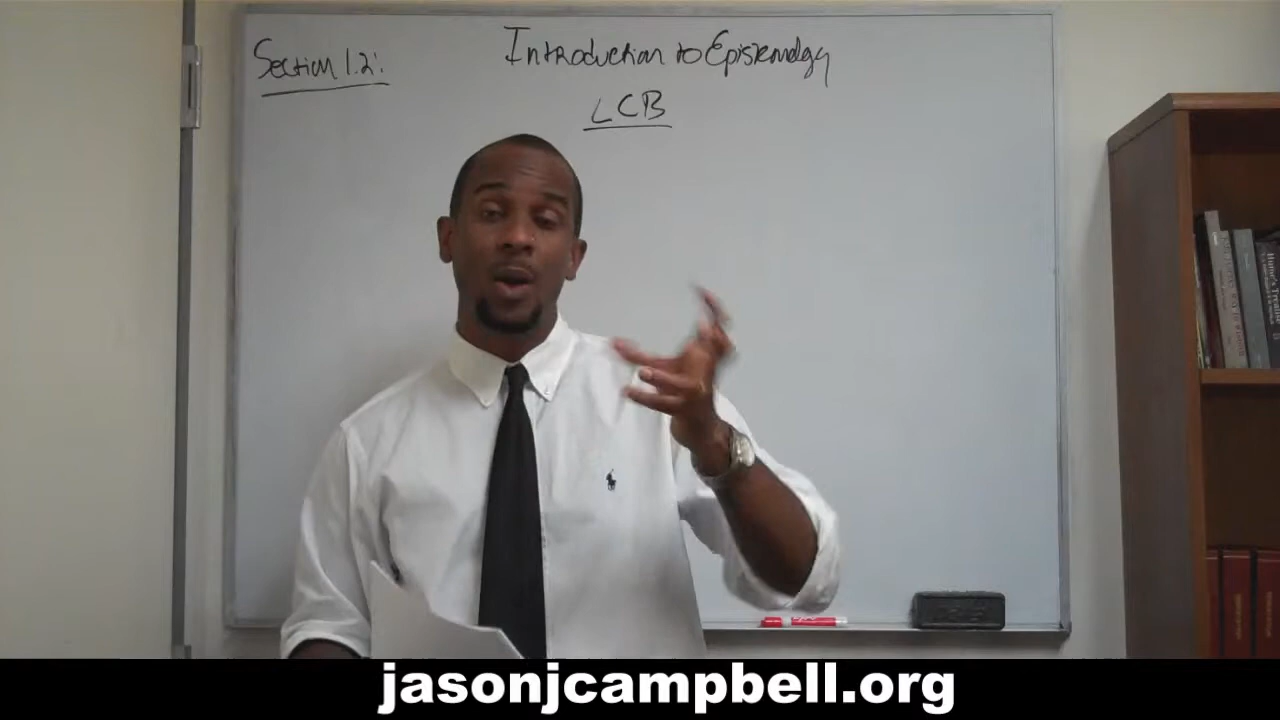 Section 1.2:
Introduction to Epistemology
LCB
jasonjcampbell.org